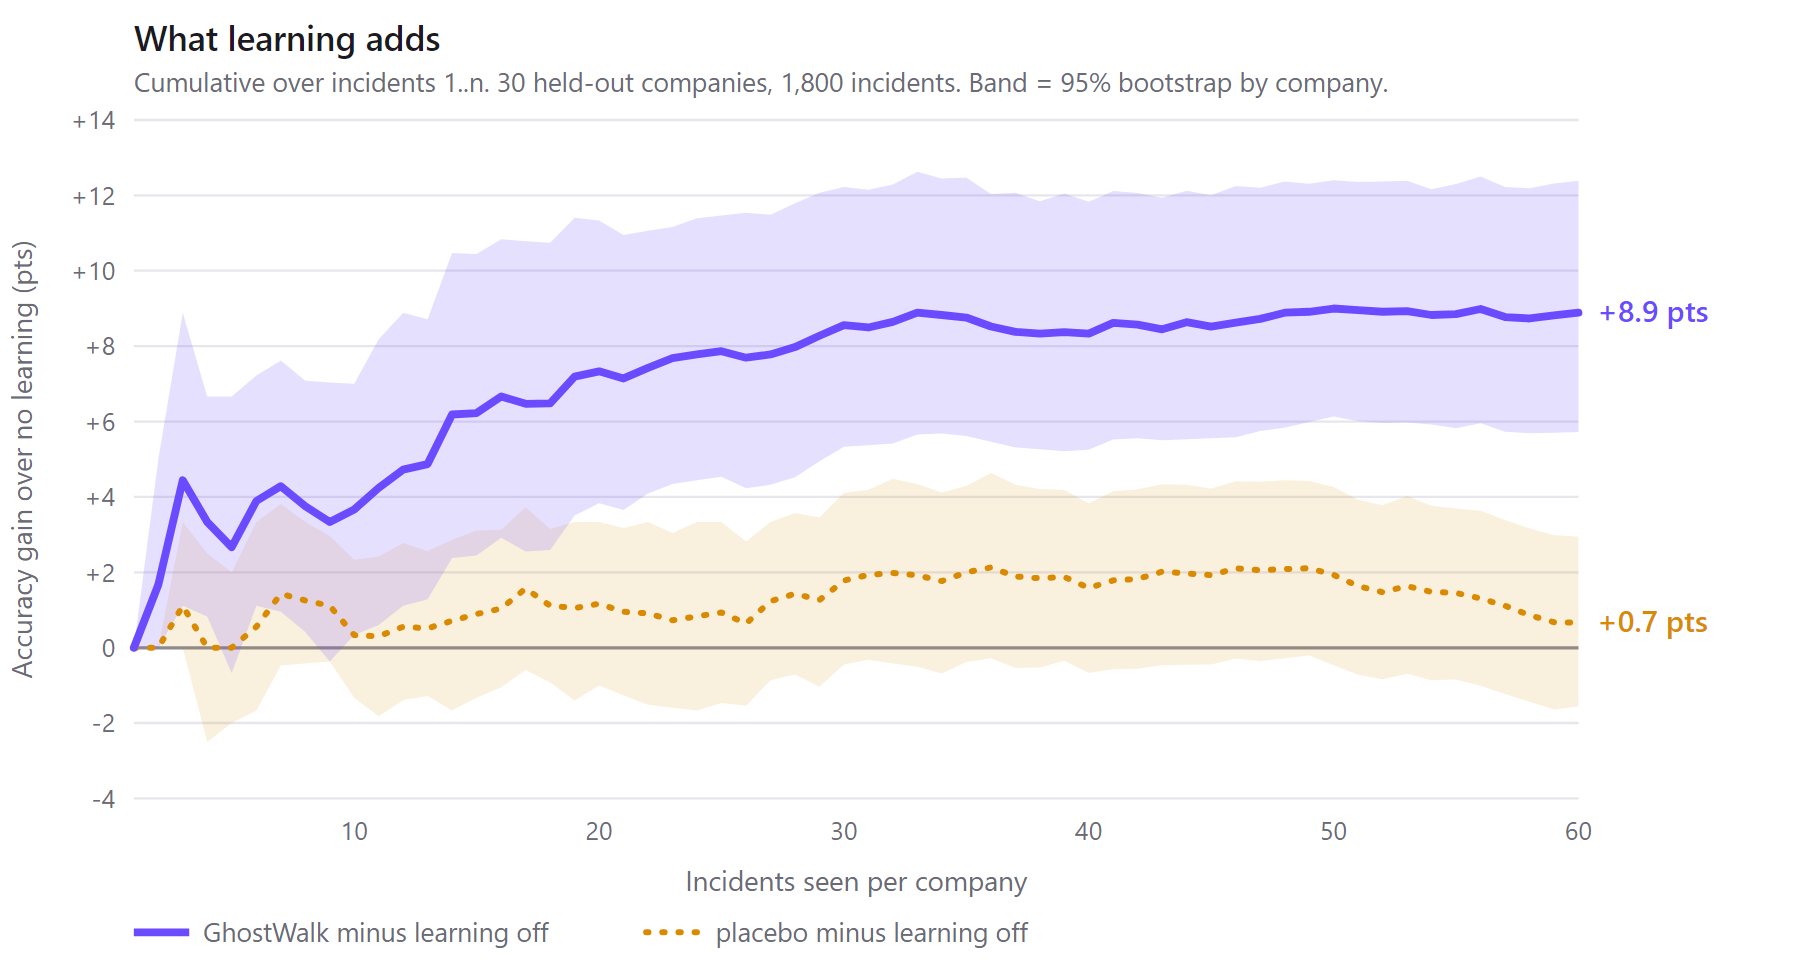 What learning adds
Cumulative over incidents 1..n. 30 held-out companies, 1,800 incidents. Band = 95% bootstrap by company.
Accuracy gain over no learning (pts)
+14
+12
+10
+8
+6
+4
+2
0
-2
-4
+8.9 pts
+0.7 pts
10 20 30 40 50 60
Incidents seen per company
GhostWalk minus learning off placebo minus learning off